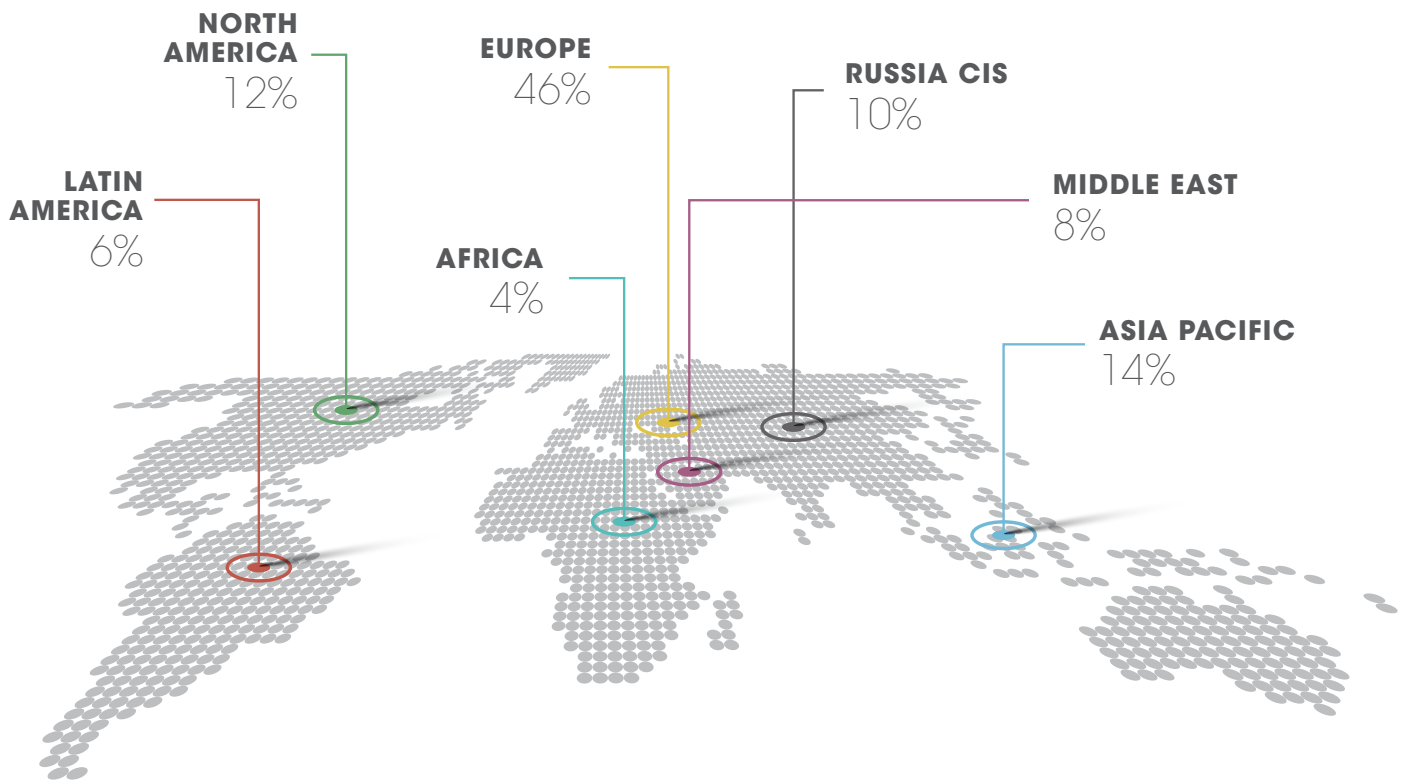 NORTH
AMERICA
12%
EUROPE
46%
RUSSIA CIS
10%
LATIN
AMERICA
6%
MIDDLE EAST
8%
AFRICA
4%
ASIA PACIFIC
14%